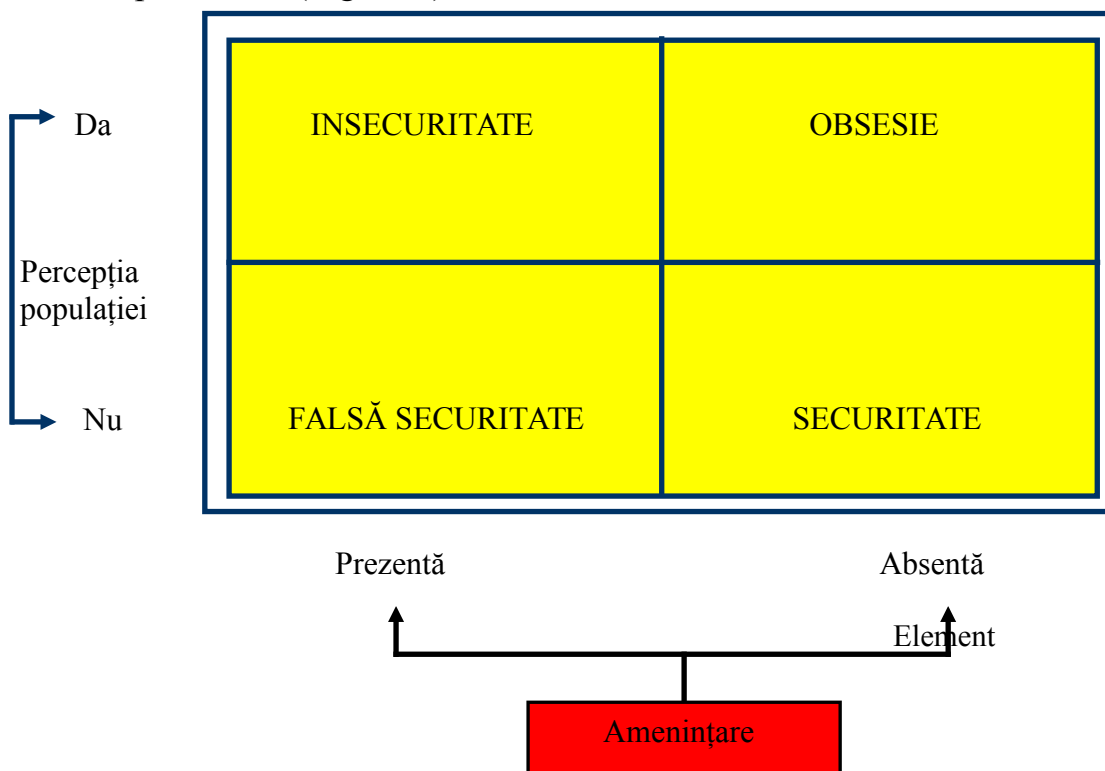 Da
INSECURITATE
OBSESIE
Percepția
populației
Nu
FALSĂ SECURITATE
SECURITATE
Prezentă
Absentă
Element
Amenințare